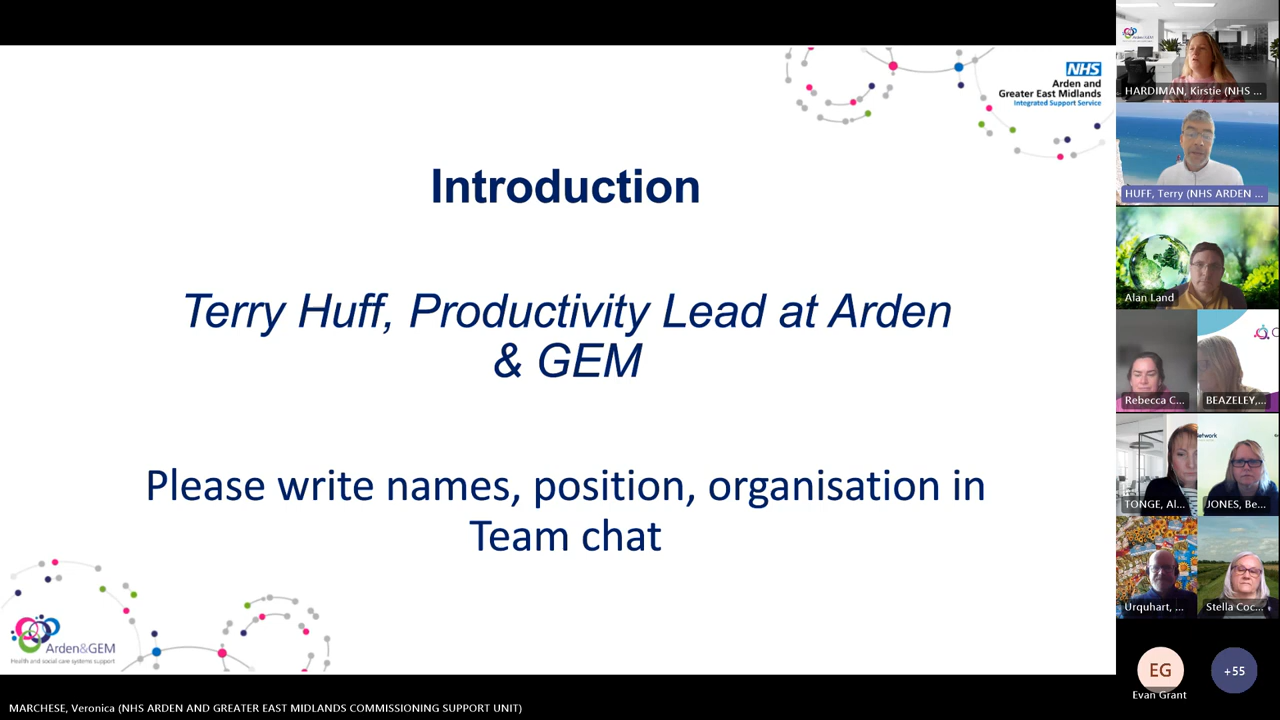 NHS
Arden and
Greater East Midlands
Integrated Support Service
Introduction
Terry Huff, Productivity Lead at Arden
& GEM
Please write names, position, organisation in
Team chat
Arden&GEM
Health and social care systems support
MARCHESE, Veronica (NHS ARDEN AND GREATER EAST MIDLANDS COMMISSIONING SUPPORT UNIT)
Arden&GEM
HARDIMAN, Kirstie (NHS ...
HUFF, Terry (NHS ARDEN ...
Alan Land
Rebecca C...
BEAZELEY,...
TONGE, Al...
JONES, Be...
Urquhart, ...
Stella Coc...
EG
+55
Evan Grant